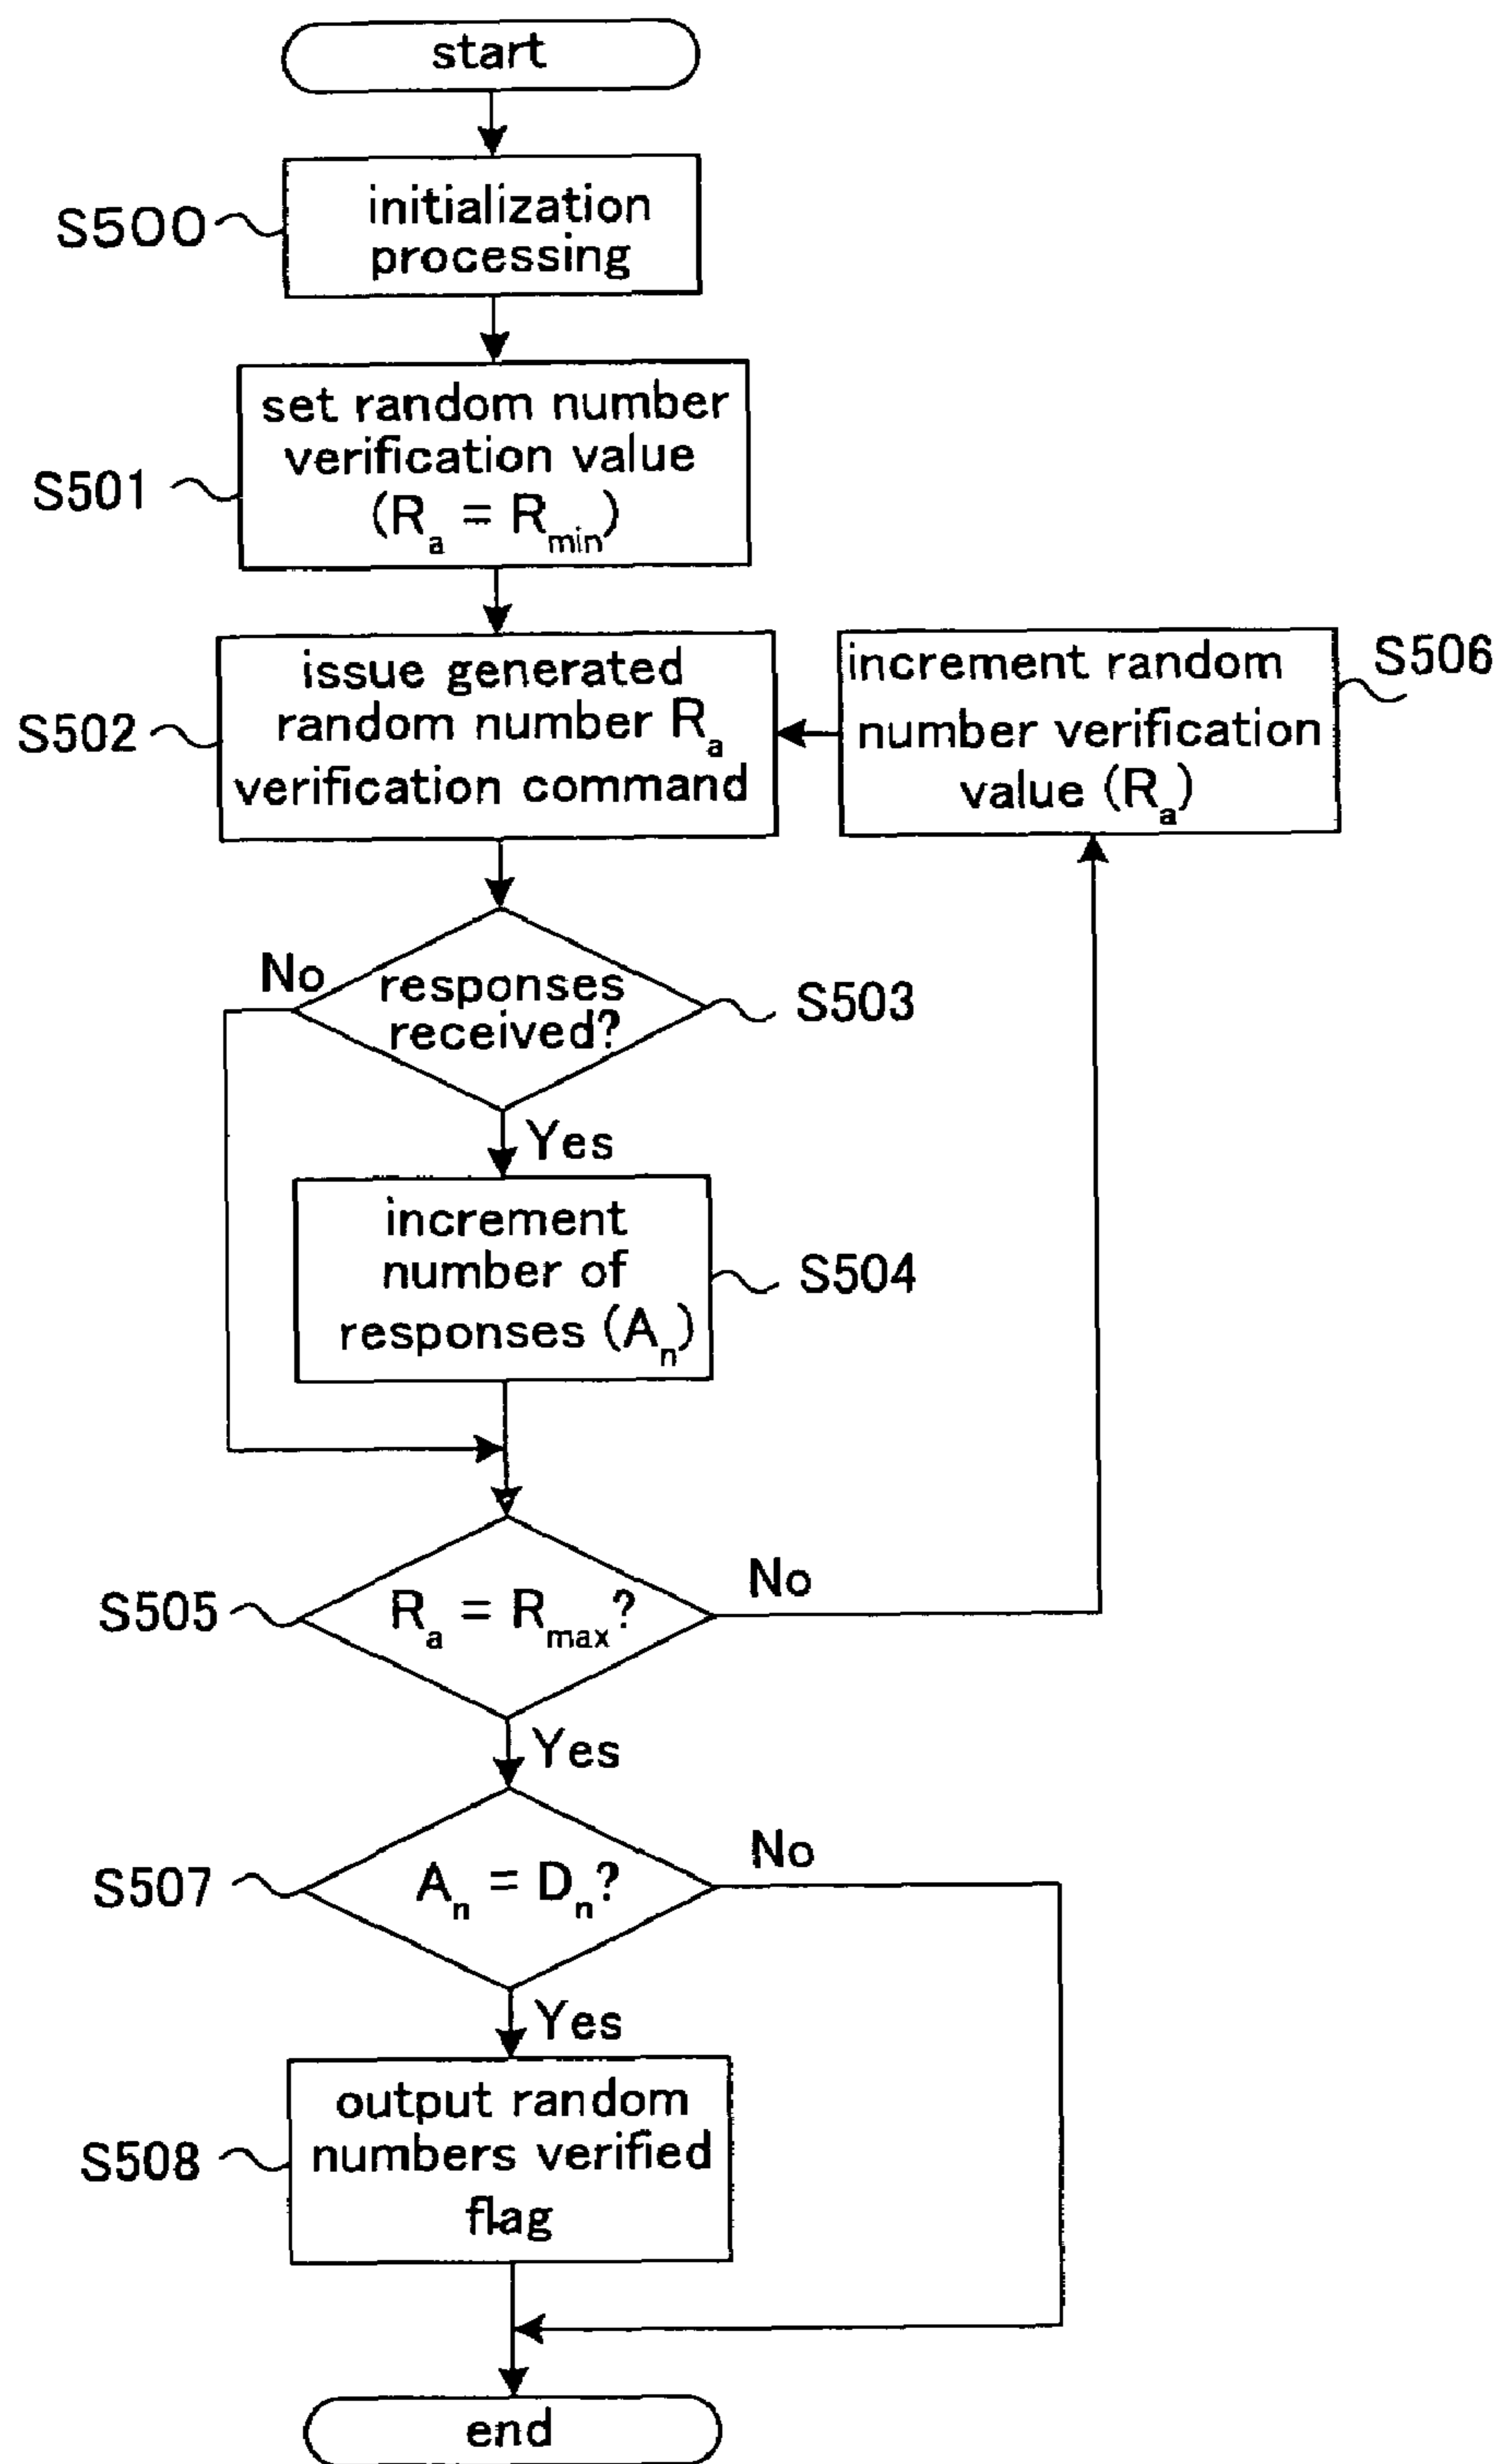 start
S500
initialization
processing
S501
set random number
verification value
(Ra = Rmin)
S502
issue generated
random number Ra
verification command
increment random
number verification
value (Ra)
S506
No
responses
received?
S503
Yes
increment
number of
responses (An)
S504
S505
Ra = Rmax?
No
Yes
S507
An = Dn?
No
Yes
S508
output random
numbers verified
flag
end